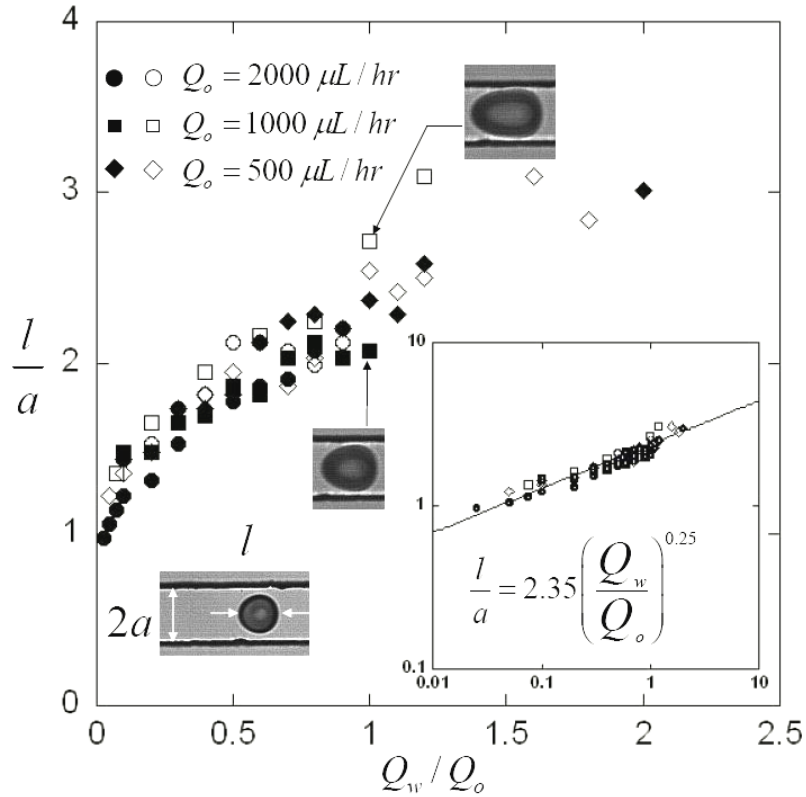 4
Q_o = 2000 μL / hr
Q_o = 1000 μL / hr
Q_o = 500 μL / hr
3
l
a
2
10
1
1
l
2a
l/a = 2.35 (Q_w/Q_o)^0.25
0.1
0.01 0.1 1 10
0
0 0.5 1 1.5 2 2.5
Q_w / Q_o